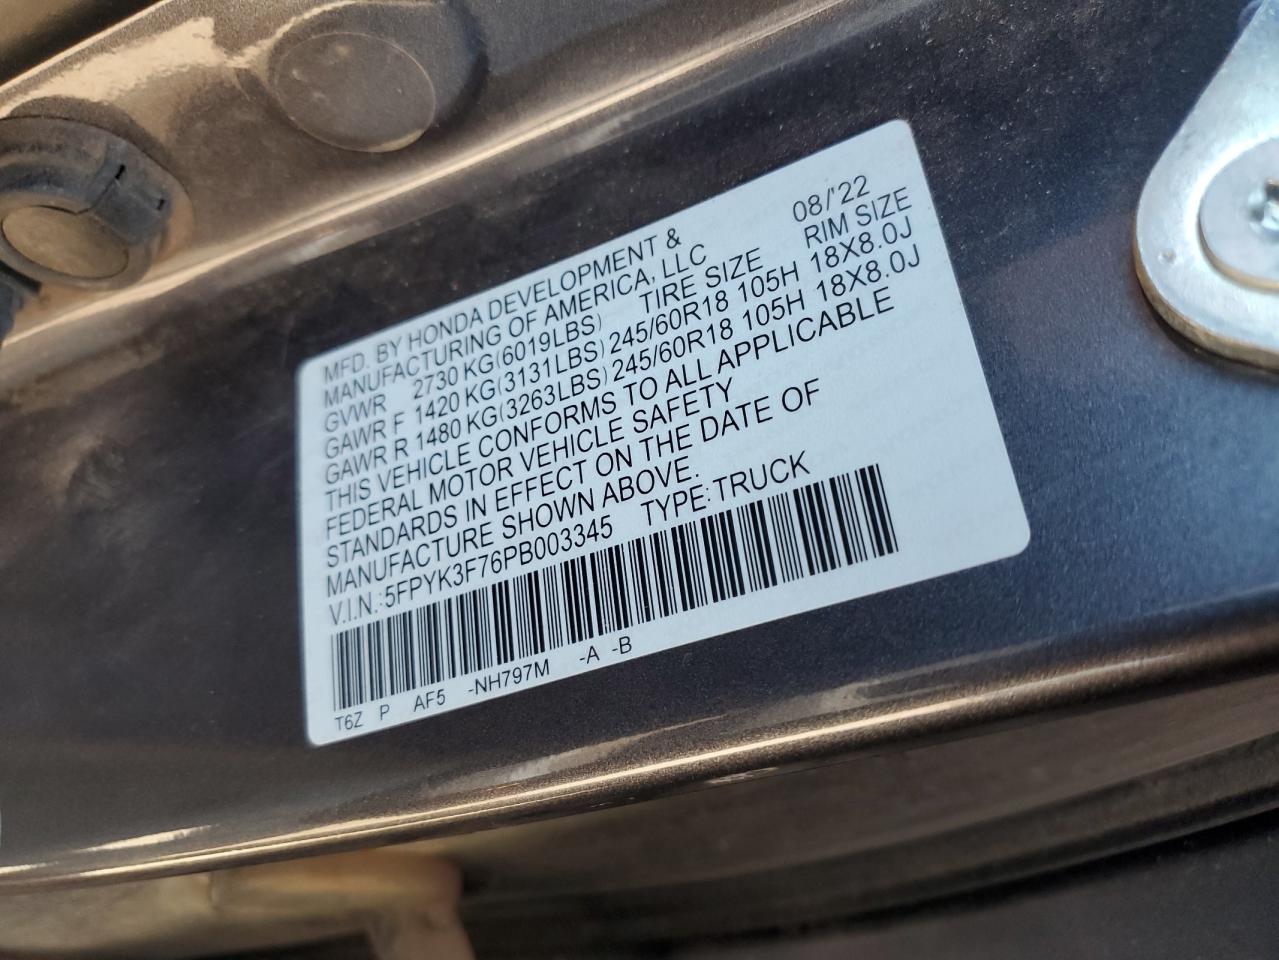 MFD. BY HONDA DEVELOPMENT & 08/'22
MANUFACTURING OF AMERICA, LLC
GVWR 2730 KG(6019LBS) TIRE SIZE RIM SIZE
GAWR F 1420 KG(3131LBS) 245/60R18 105H 18X8.0J
GAWR R 1480 KG(3263LBS) 245/60R18 105H 18X8.0J
THIS VEHICLE CONFORMS TO ALL APPLICABLE
FEDERAL MOTOR VEHICLE SAFETY
STANDARDS IN EFFECT ON THE DATE OF
MANUFACTURE SHOWN ABOVE.
V.I.N.:5FPYK3F76PB003345 TYPE:TRUCK
T6Z P AF5 -NH797M -A -B